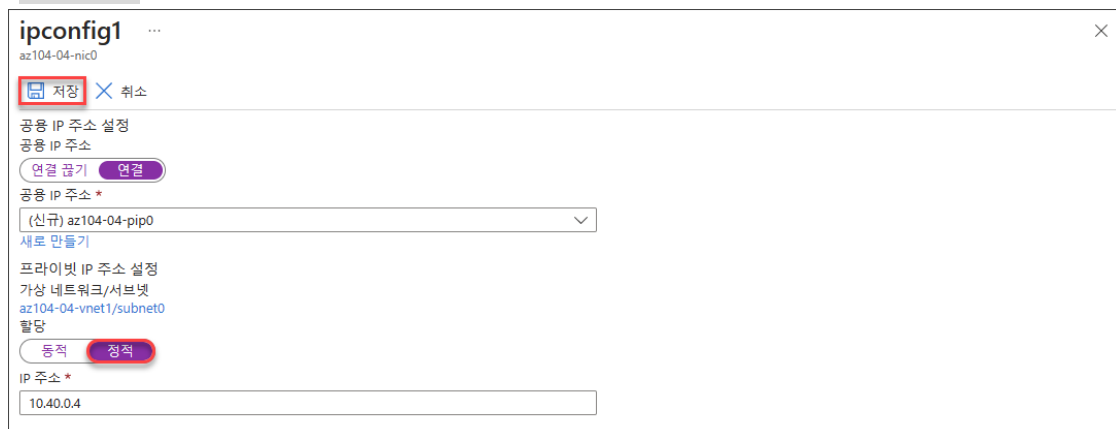 ipconfig1 ...
az104-04-nic0
저장 취소
공용 IP 주소 설정
공용 IP 주소
연결 끊기 연결
공용 IP 주소 *
(신규) az104-04-pip0
새로 만들기
프라이빗 IP 주소 설정
가상 네트워크/서브넷
az104-04-vnet1/subnet0
할당
동적 정적
IP 주소 *
10.40.0.4